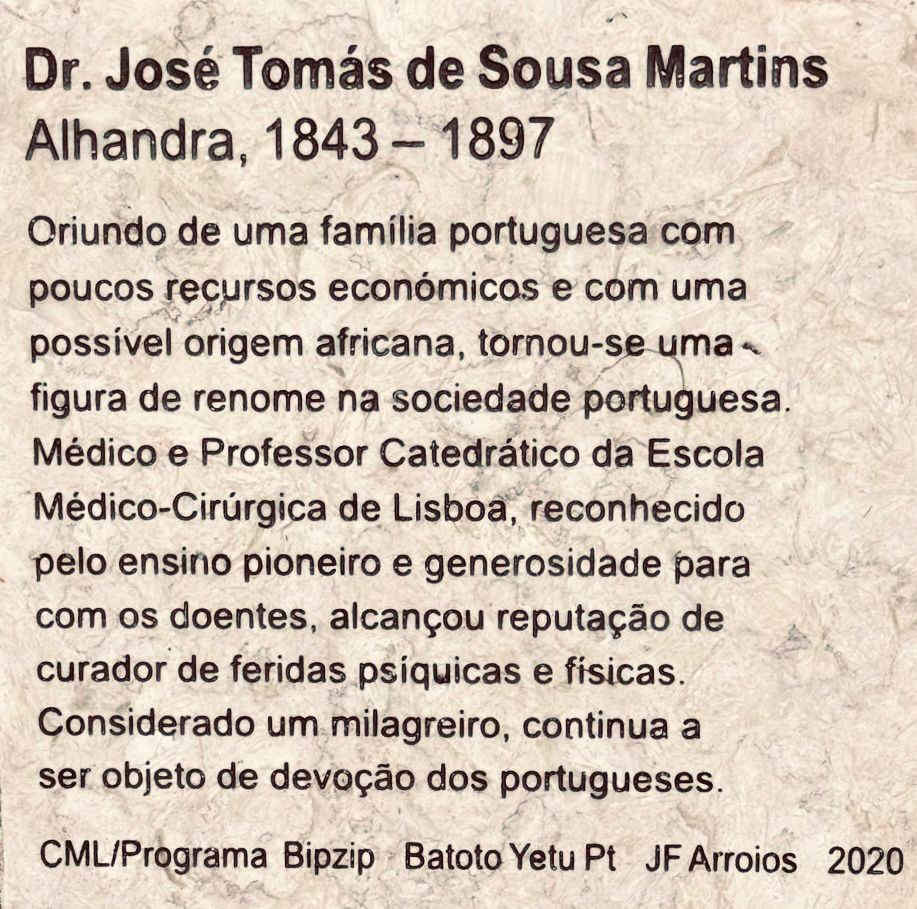 Dr. José Tomás de Sousa Martins
Alhandra, 1843 – 1897
Oriundo de uma família portuguesa com
poucos recursos económicos e com uma
possível origem africana, tornou-se uma
figura de renome na sociedade portuguesa.
Médico e Professor Catedrático da Escola
Médico-Cirúrgica de Lisboa, reconhecido
pelo ensino pioneiro e generosidade para
com os doentes, alcançou reputação de
curador de feridas psíquicas e físicas.
Considerado um milagreiro, continua a
ser objeto de devoção dos portugueses.
CML/Programa Bipzip Batoto Yetu Pt JF Arroios 2020